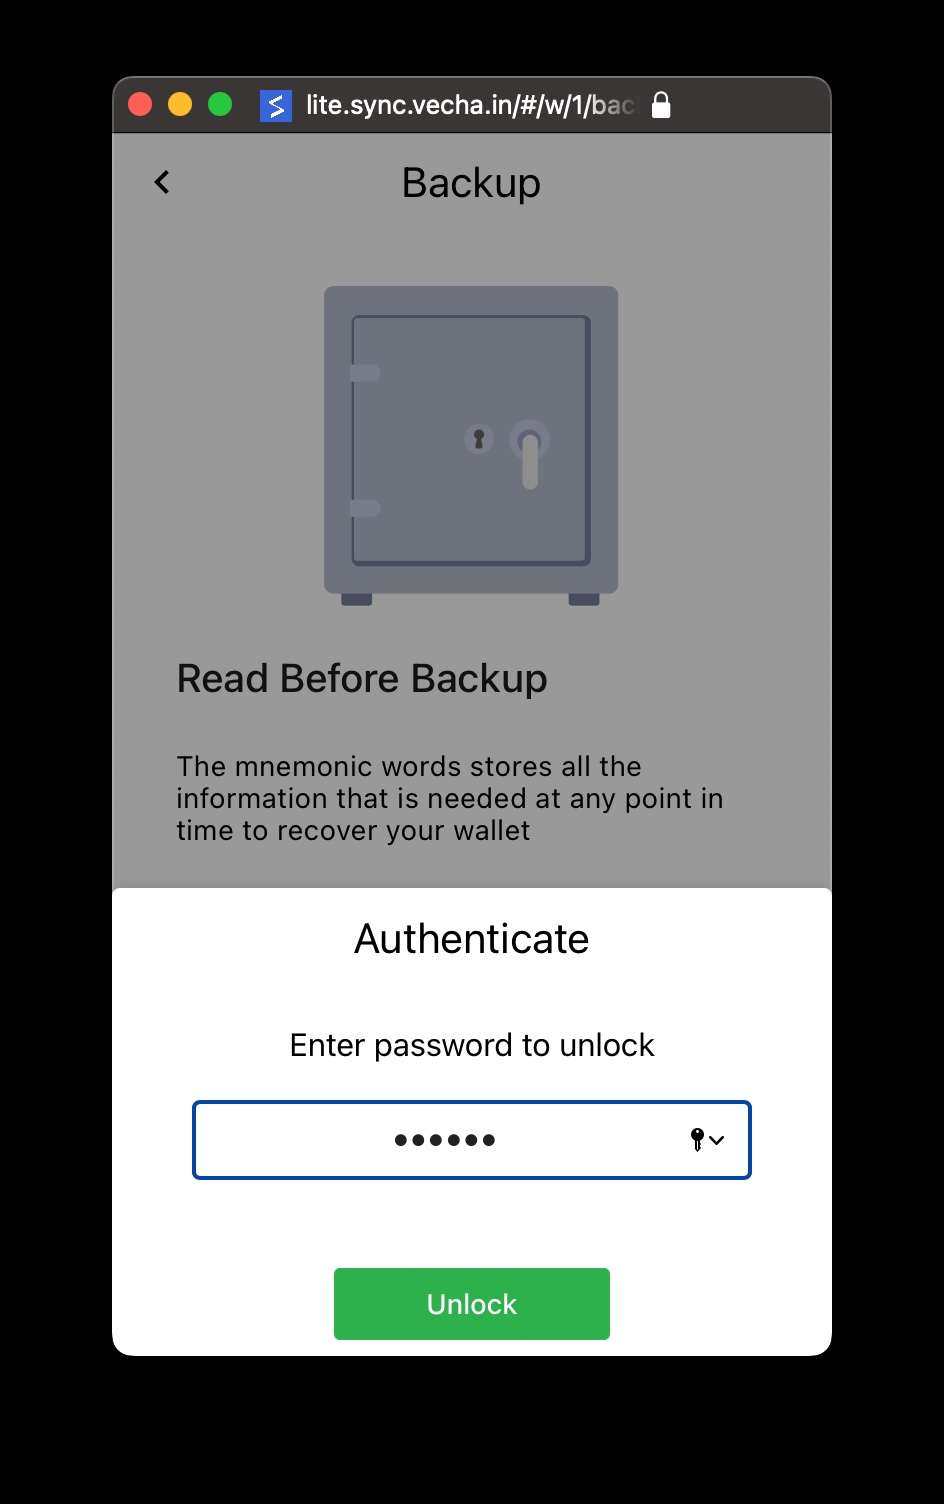 lite.sync.vecha.in/#/w/1/bac
Backup
Read Before Backup
The mnemonic words stores all the
information that is needed at any point in
time to recover your wallet
Authenticate
Enter password to unlock
••••••
Unlock